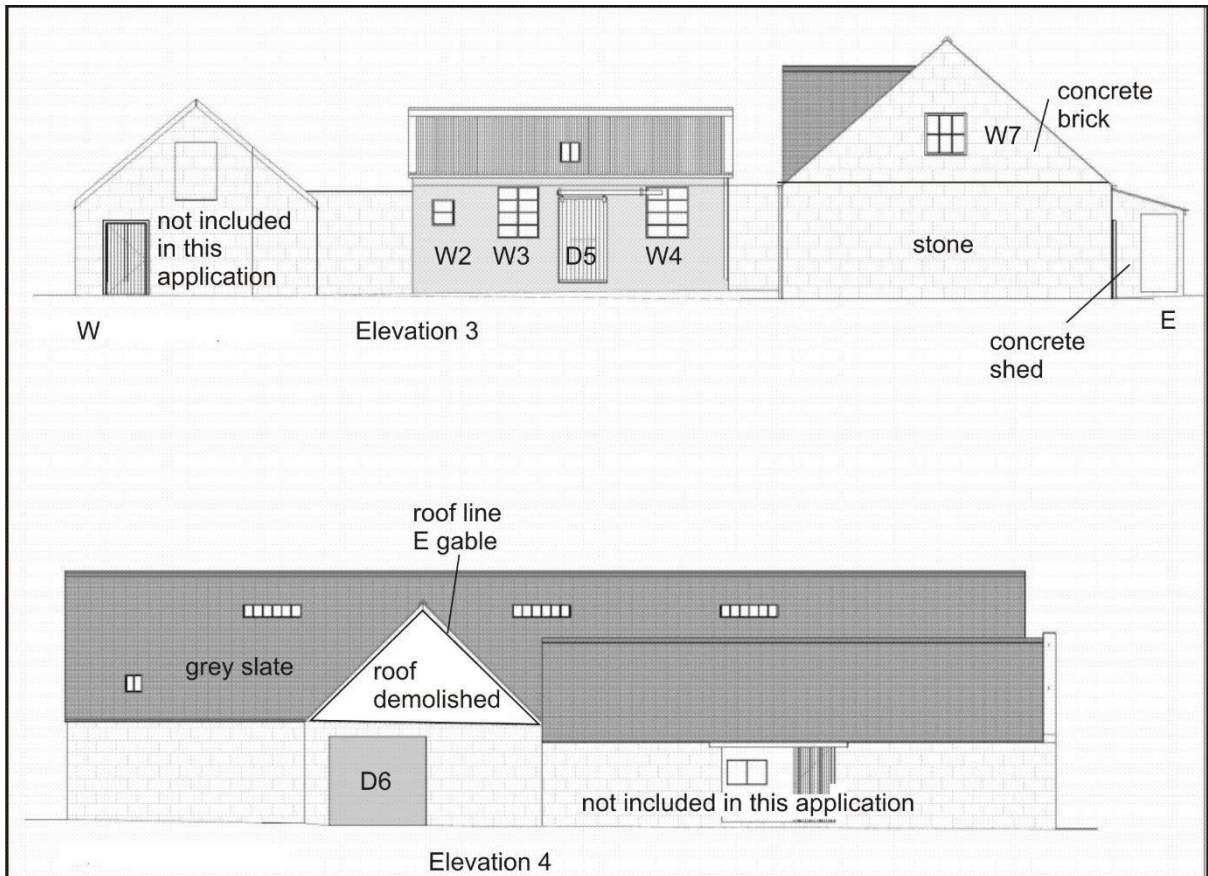 concrete
brick
W7
not included
in this
application
W2
W3
D5
W4
stone
W
Elevation 3
E
concrete
shed
roof line
E gable
grey slate
roof
demolished
D6
not included in this application
Elevation 4